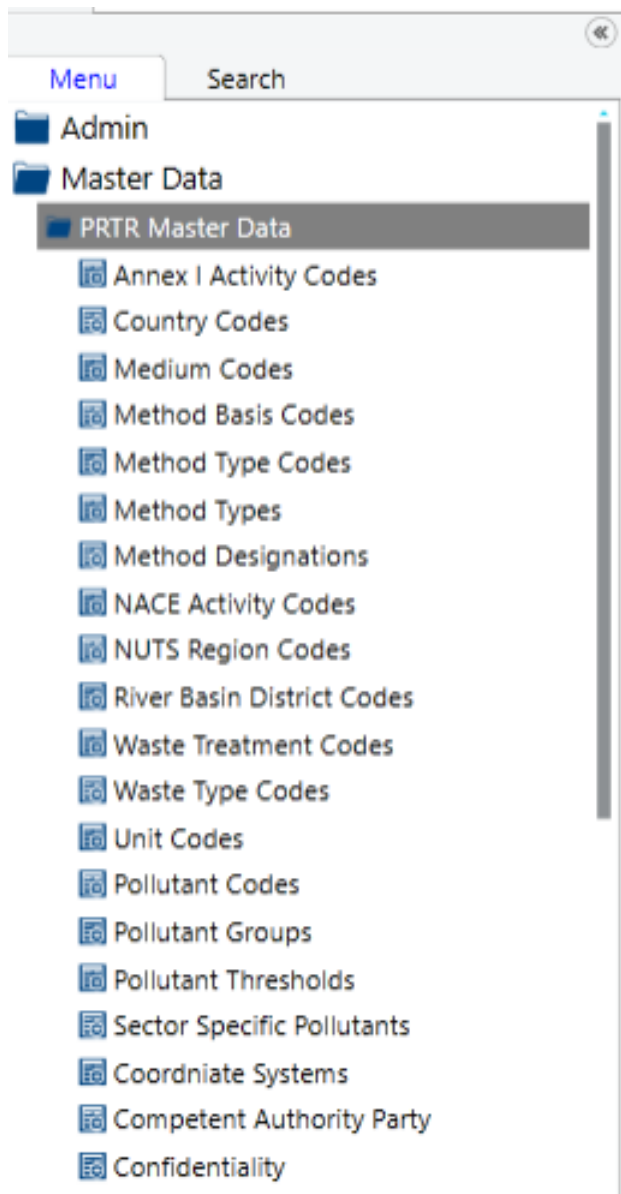 Menu
Search
Admin
Master Data
PRTR Master Data
Annex I Activity Codes
Country Codes
Medium Codes
Method Basis Codes
Method Type Codes
Method Types
Method Designations
NACE Activity Codes
NUTS Region Codes
River Basin District Codes
Waste Treatment Codes
Waste Type Codes
Unit Codes
Pollutant Codes
Pollutant Groups
Pollutant Thresholds
Sector Specific Pollutants
Coordniate Systems
Competent Authority Party
Confidentiality